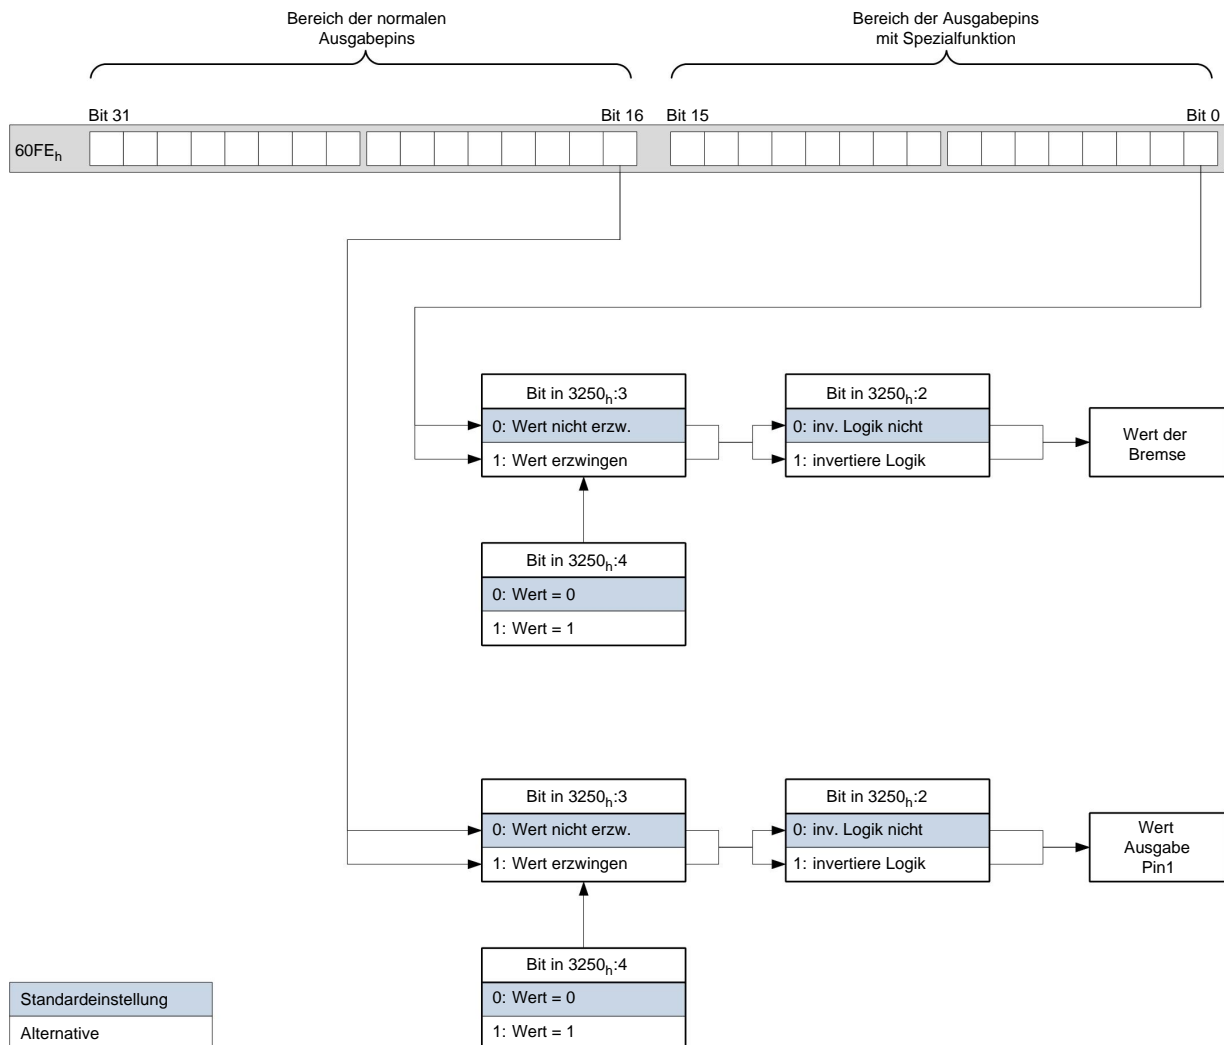 Bereich der normalen
Ausgabepins
Bereich der Ausgabepins
mit Spezialfunktion
Bit 31
Bit 16
Bit 15
Bit 0
60FEh
Bit in 3250h:3
0: Wert nicht erzw.
1: Wert erzwingen
Bit in 3250h:2
0: inv. Logik nicht
1: invertiere Logik
Wert der
Bremse
Bit in 3250h:4
0: Wert = 0
1: Wert = 1
Bit in 3250h:3
0: Wert nicht erzw.
1: Wert erzwingen
Bit in 3250h:2
0: inv. Logik nicht
1: invertiere Logik
Wert
Ausgabe
Pin1
Bit in 3250h:4
0: Wert = 0
1: Wert = 1
Standardeinstellung
Alternative